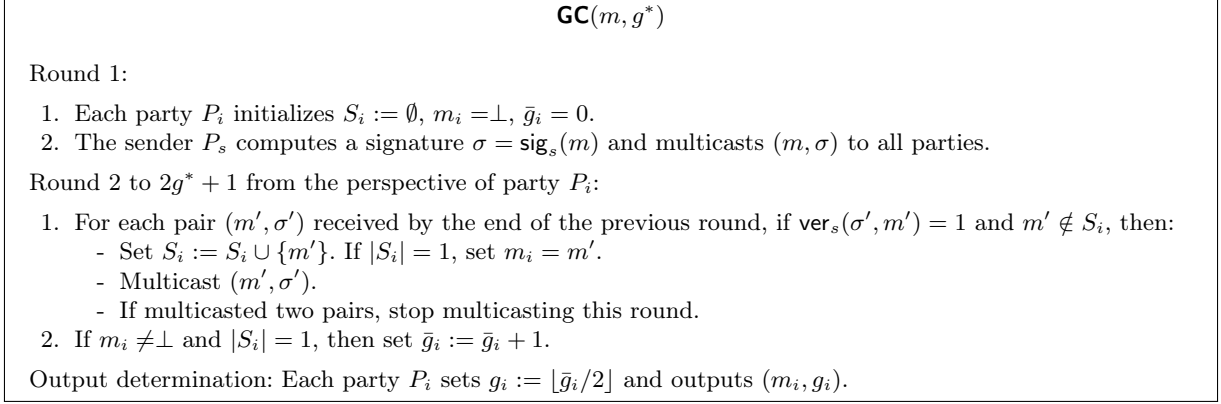 GC(m, g*)
Round 1:
1. Each party P_i initializes S_i := ∅, m_i =⊥, ḡ_i = 0.
2. The sender P_s computes a signature σ = sig_s(m) and multicasts (m, σ) to all parties.
Round 2 to 2g* + 1 from the perspective of party P_i:
1. For each pair (m′, σ′) received by the end of the previous round, if ver_s(σ′, m′) = 1 and m′ ∉ S_i, then:
- Set S_i := S_i ∪ {m′}. If |S_i| = 1, set m_i = m′.
- Multicast (m′, σ′).
- If multicasted two pairs, stop multicasting this round.
2. If m_i ≠⊥ and |S_i| = 1, then set ḡ_i := ḡ_i + 1.
Output determination: Each party P_i sets g_i := ⌊ḡ_i/2⌋ and outputs (m_i, g_i).